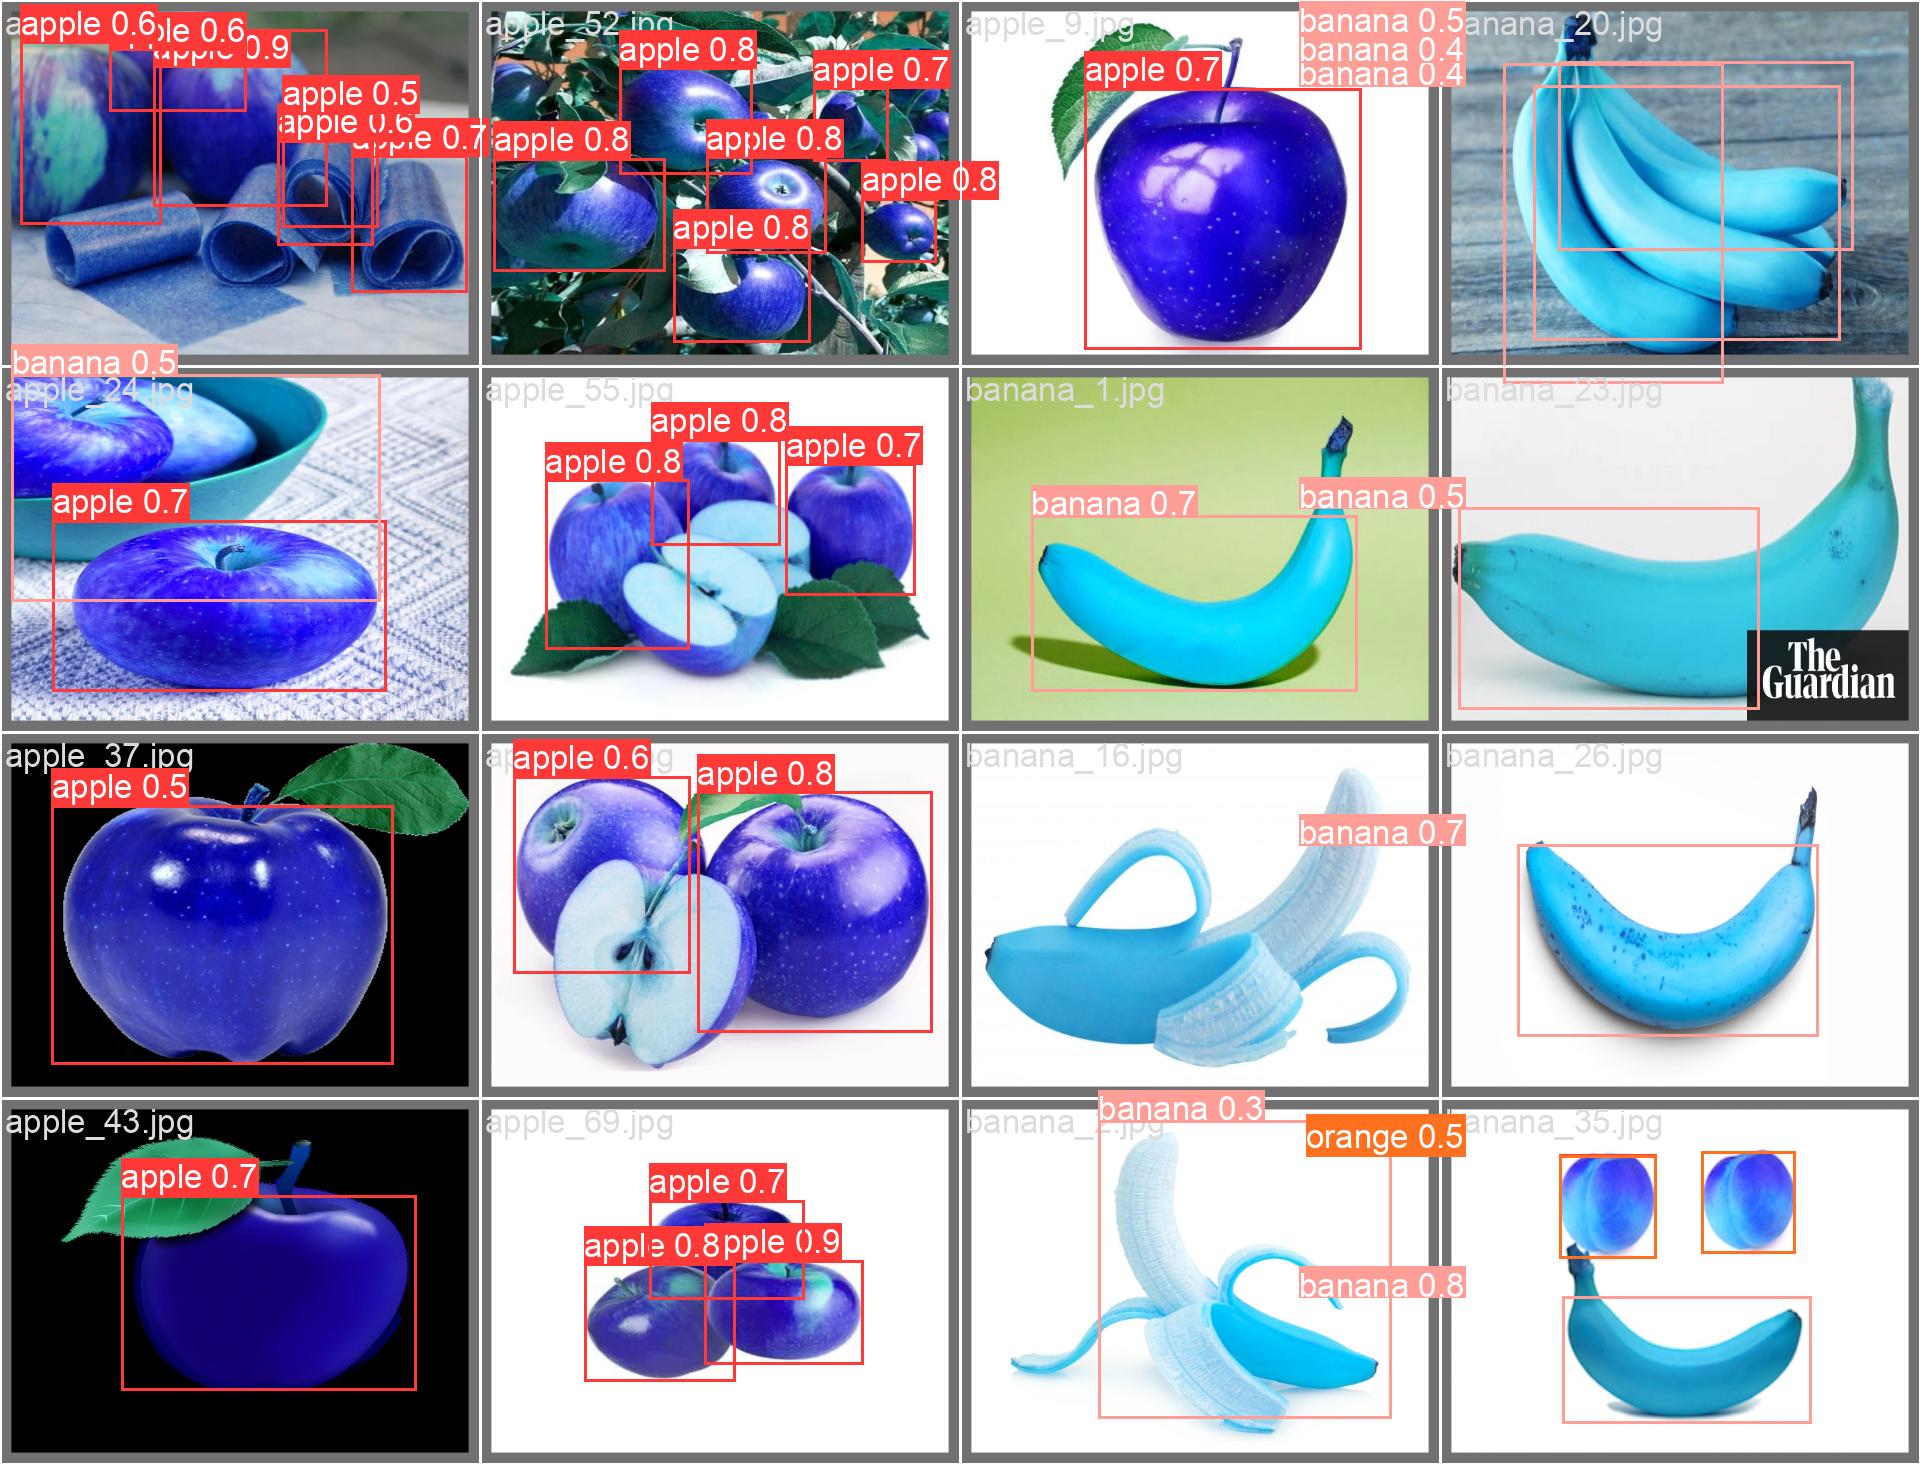 apple 0.6
ple 0.6
apple 0.9
apple 0.5
apple 0.6
apple 0.7
apple_52.jpg
apple 0.8
apple 0.7
apple 0.8
apple 0.8
apple 0.8
apple 0.8
apple_9.jpg
apple 0.7
banana 0.5
banana 0.4
banana 0.4
anana_20.jpg
banana 0.5
apple_24.jpg
apple 0.7
apple_55.jpg
apple 0.8
apple 0.8
apple 0.7
banana_1.jpg
banana 0.7
banana_23.jpg
banana 0.5
The
Guardian
apple_37.jpg
apple 0.5
apple 0.6
apple 0.8
banana_16.jpg
banana_26.jpg
banana 0.7
apple_43.jpg
apple 0.7
apple_69.jpg
apple 0.7
apple 0.8
pple 0.9
banana 0.3
banana 0.8
orange 0.5
anana_35.jpg